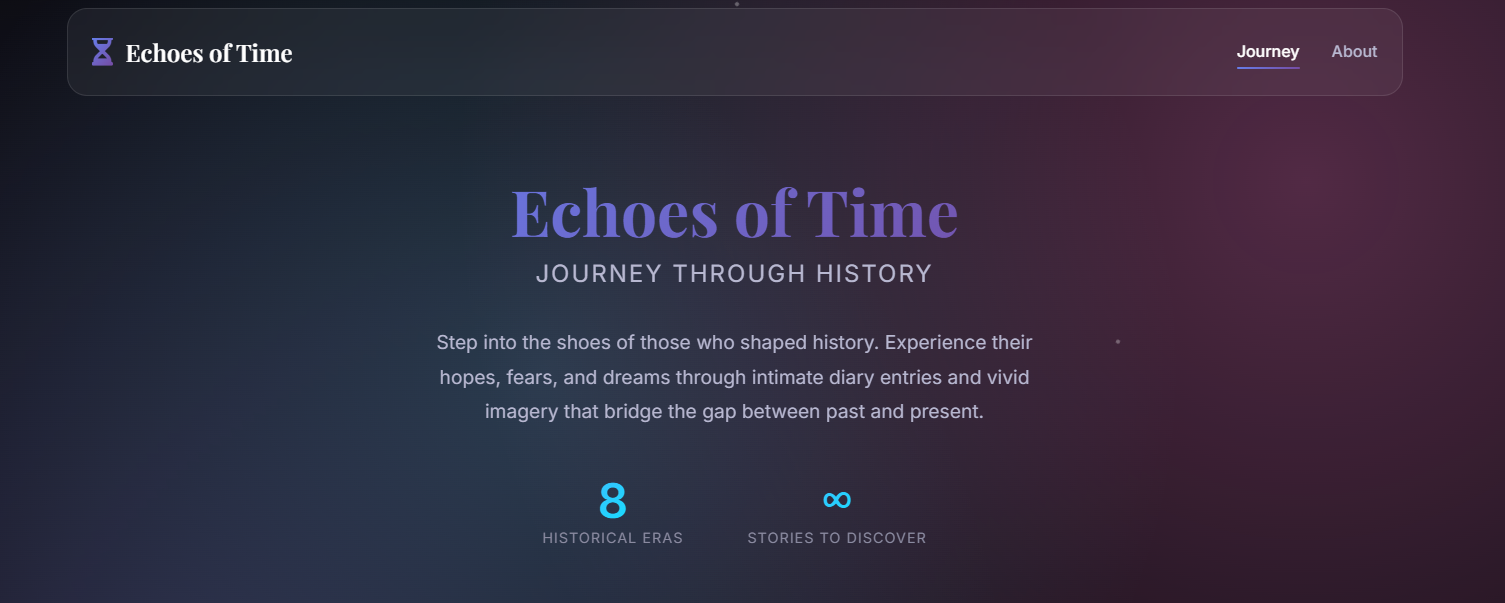 Echoes of Time
Journey
About
Echoes of Time
JOURNEY THROUGH HISTORY
Step into the shoes of those who shaped history. Experience their
hopes, fears, and dreams through intimate diary entries and vivid
imagery that bridge the gap between past and present.
8
HISTORICAL ERAS
∞
STORIES TO DISCOVER